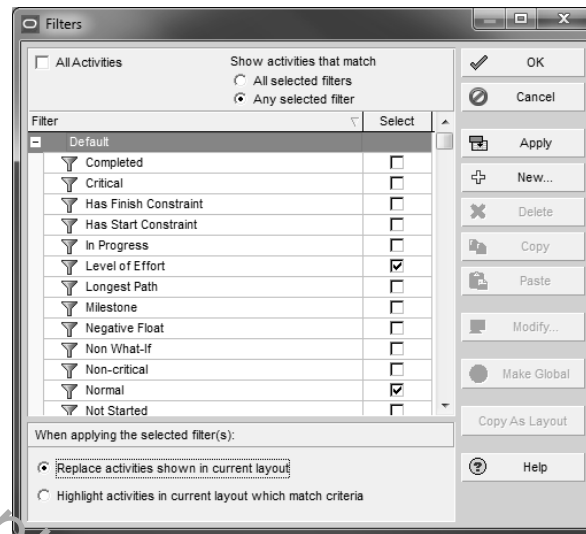 Filters
All Activities
Show activities that match
All selected filters
Any selected filter
Filter Select
Default
Completed
Critical
Has Finish Constraint
Has Start Constraint
In Progress
Level of Effort
Longest Path
Milestone
Negative Float
Non What-If
Non-critical
Normal
Not Started
When applying the selected filter(s):
Replace activities shown in current layout
Highlight activities in current layout which match criteria
OK
Cancel
Apply
New...
Delete
Copy
Paste
Modify...
Make Global
Copy As Layout
Help